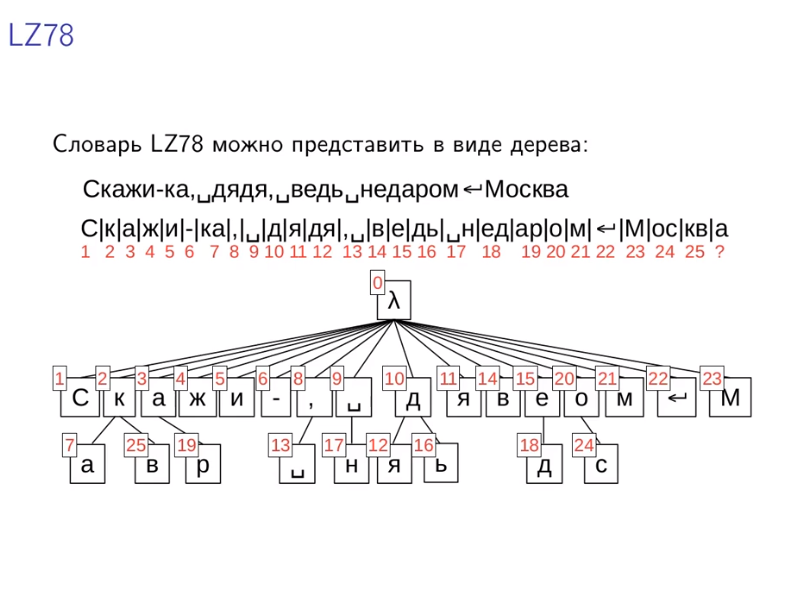 LZ78
Словарь LZ78 можно представить в виде дерева:
Скажи-ка,␣дядя,␣ведь␣недаром↵Москва
С|к|а|ж|и|-|ка|,|␣|д|я|дя|,␣|в|е|дь|␣н|ед|ар|о|м|↵|М|ос|кв|а
1 2 3 4 5 6 7 8 9 10 11 12 13 14 15 16 17 18 19 20 21 22 23 24 25 ?
0
λ
1 2 3 4 5 6 8 9 10 11 14 15 20 21 22 23
С к а ж и - , ␣ д я в е о м ↵ М
7 25 19 13 17 12 16 18 24
а в р ␣ н я ь д с